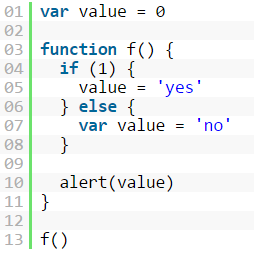 01 var value = 0
02
03 function f() {
04   if (1) {
05     value = 'yes'
06   } else {
07     var value = 'no'
08   }
09
10   alert(value)
11 }
12
13 f()